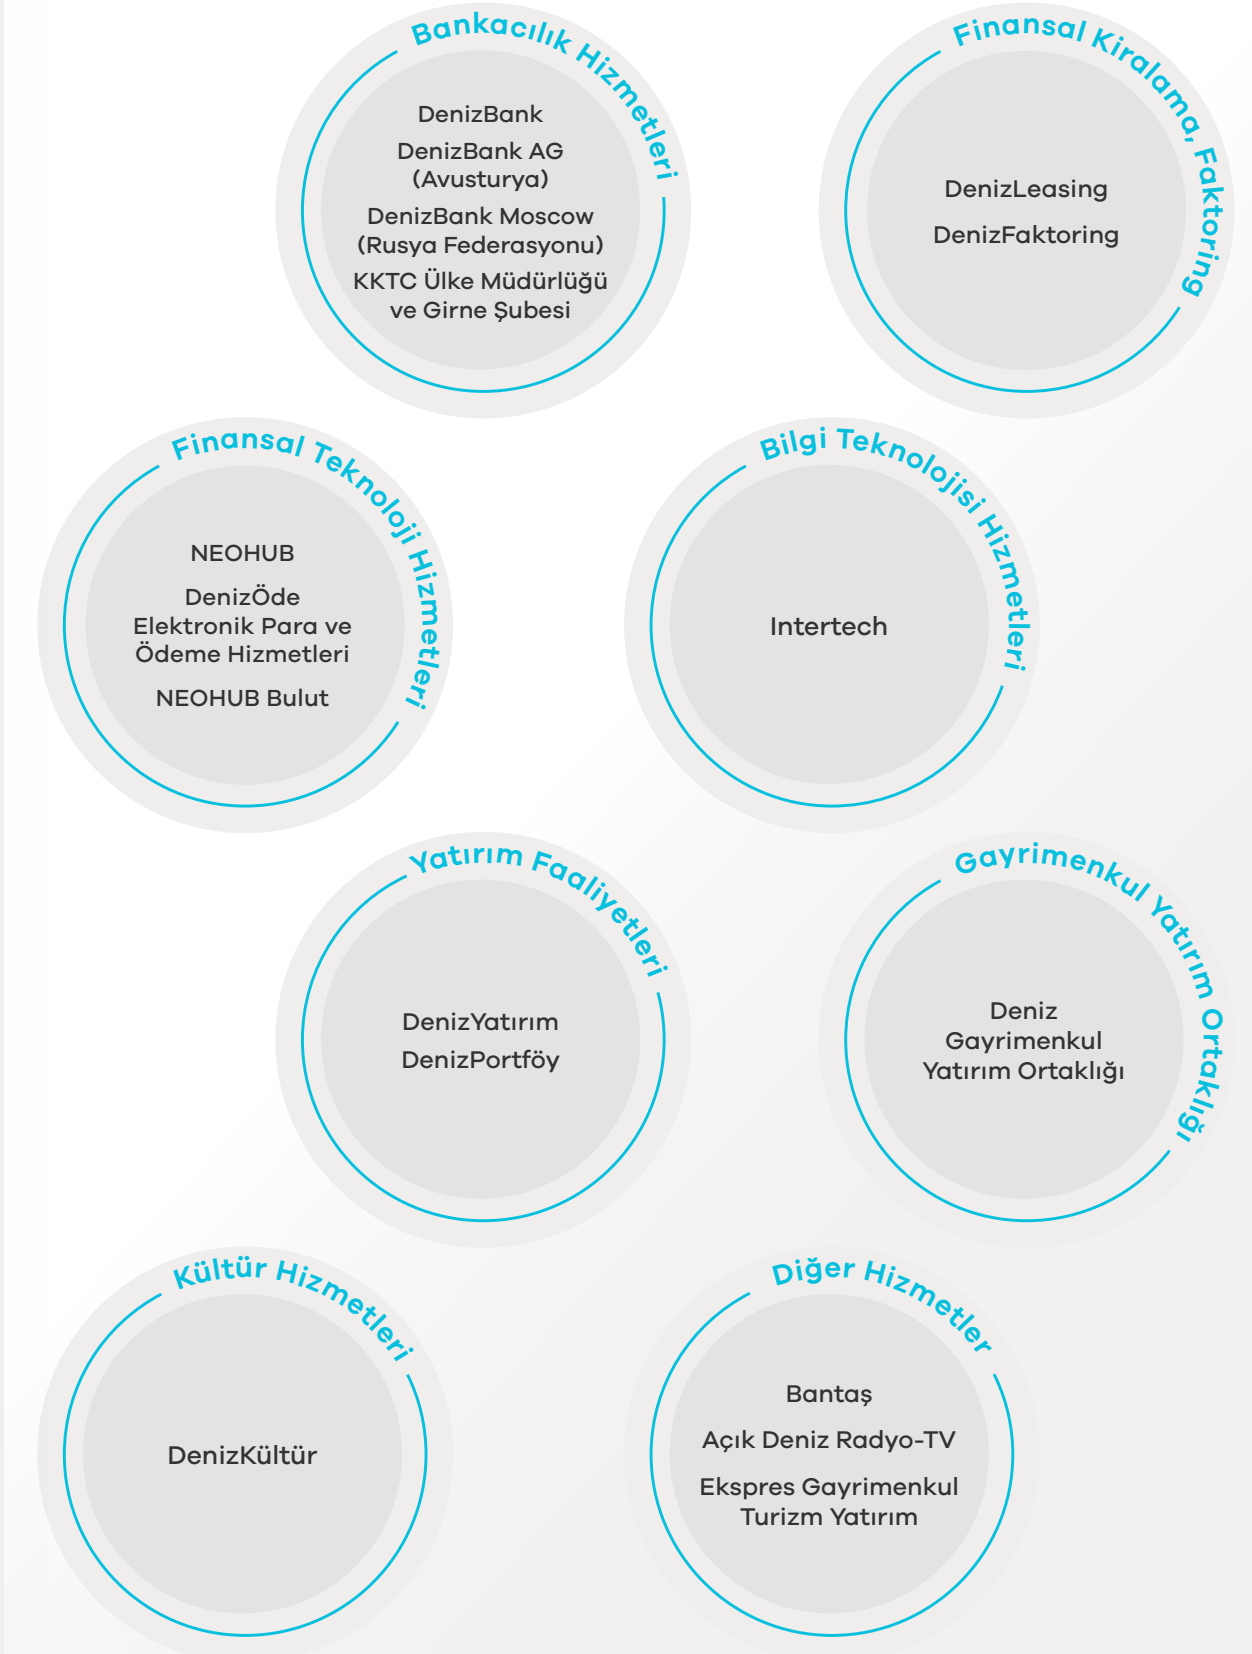 Bankacılık Hizmetleri
DenizBank
DenizBank AG
(Avusturya)
DenizBank Moscow
(Rusya Federasyonu)
KKTC Ülke Müdürlüğü
ve Girne Şubesi
Finansal Kiralama, Faktoring
DenizLeasing
DenizFaktoring
Finansal Teknoloji Hizmetleri
NEOHUB
DenizÖde
Elektronik Para ve
Ödeme Hizmetleri
NEOHUB Bulut
Bilgi Teknolojisi Hizmetleri
Intertech
Yatırım Faaliyetleri
DenizYatırım
DenizPortföy
Gayrimenkul Yatırım Ortaklığı
Deniz
Gayrimenkul
Yatırım Ortaklığı
Kültür Hizmetleri
DenizKültür
Diğer Hizmetler
Bantaş
Açık Deniz Radyo-TV
Ekspres Gayrimenkul
Turizm Yatırım